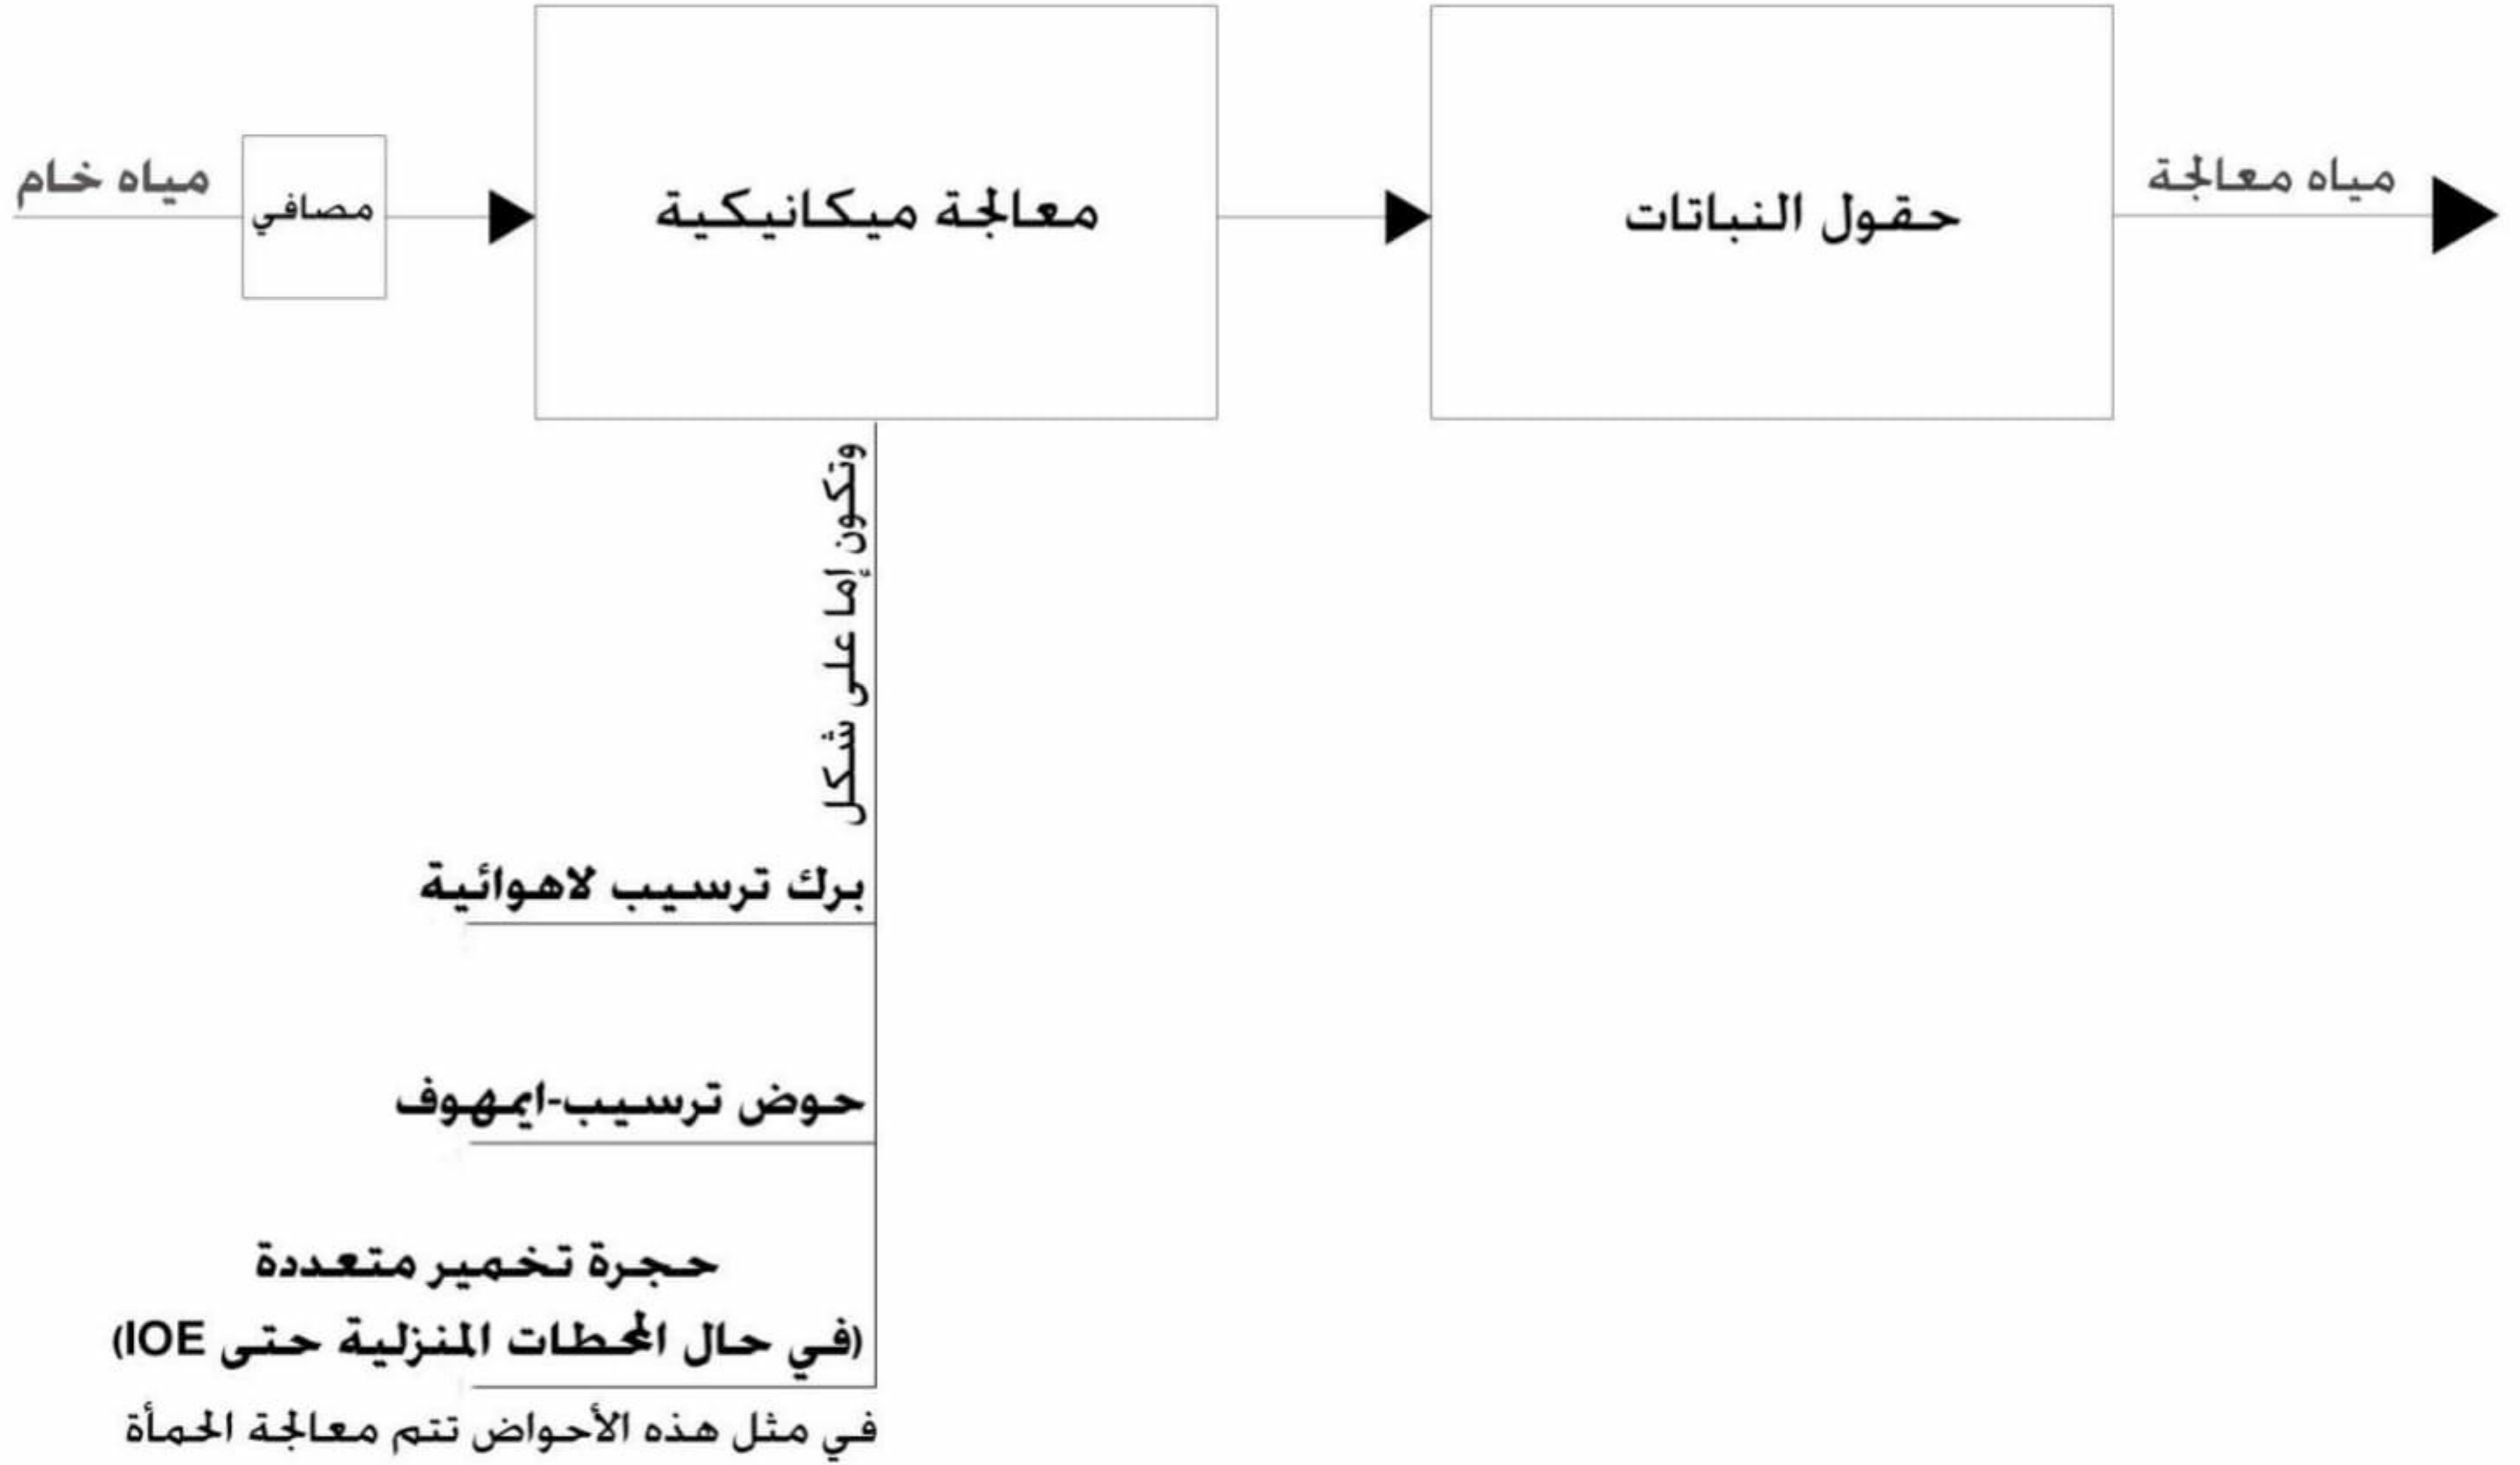 مياه خام
مصافي
معالجة ميكانيكية
حقول النباتات
مياه معالجة
وتكون إما على شكل
برك ترسيب لاهوائية
حوض ترسيب-ايمهوف
حجرة تخمير متعددة
(في حال المحطات المنزلية حتى IOE)
في مثل هذه الأحواض تتم معالجة الحمأة